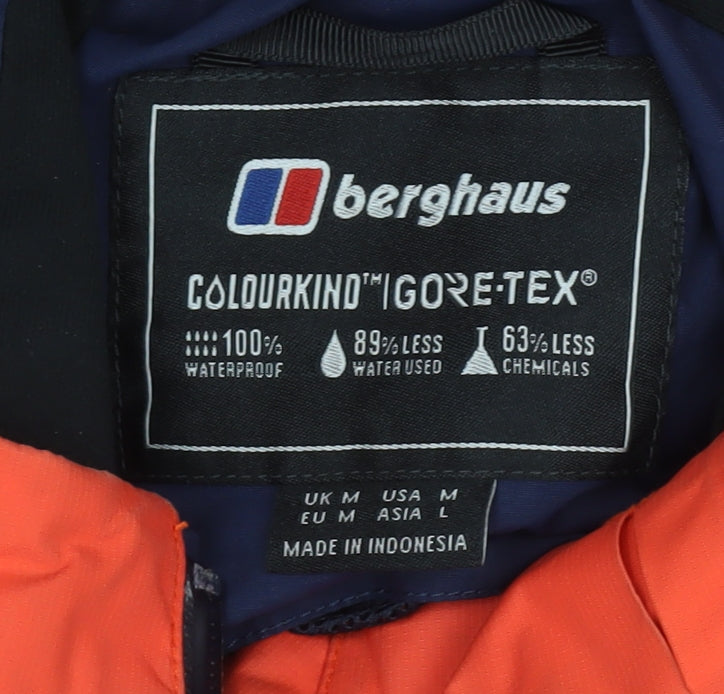 berghaus
COLOURKIND™|GORE-TEX®
100% 89% LESS 63% LESS
WATERPROOF WATER USED CHEMICALS
UK M USA M
EU M ASIA L
MADE IN INDONESIA